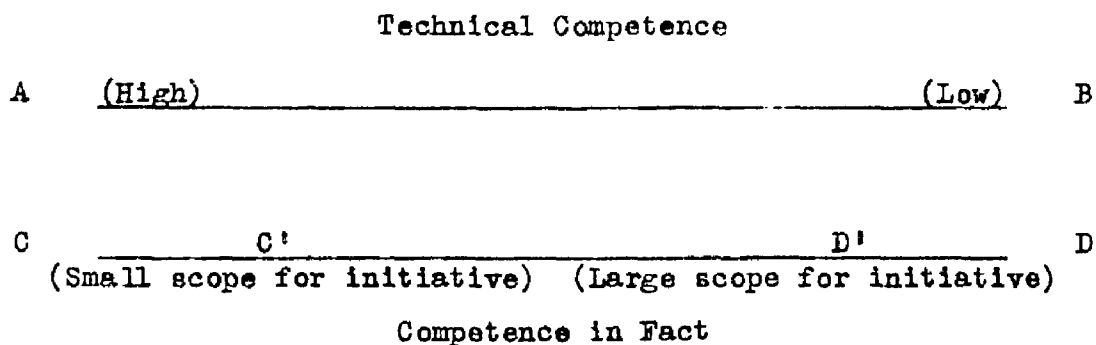 Technical Competence
A (High) (Low) B
C C' D' D
(Small scope for initiative) (Large scope for initiative)
Competence in Fact